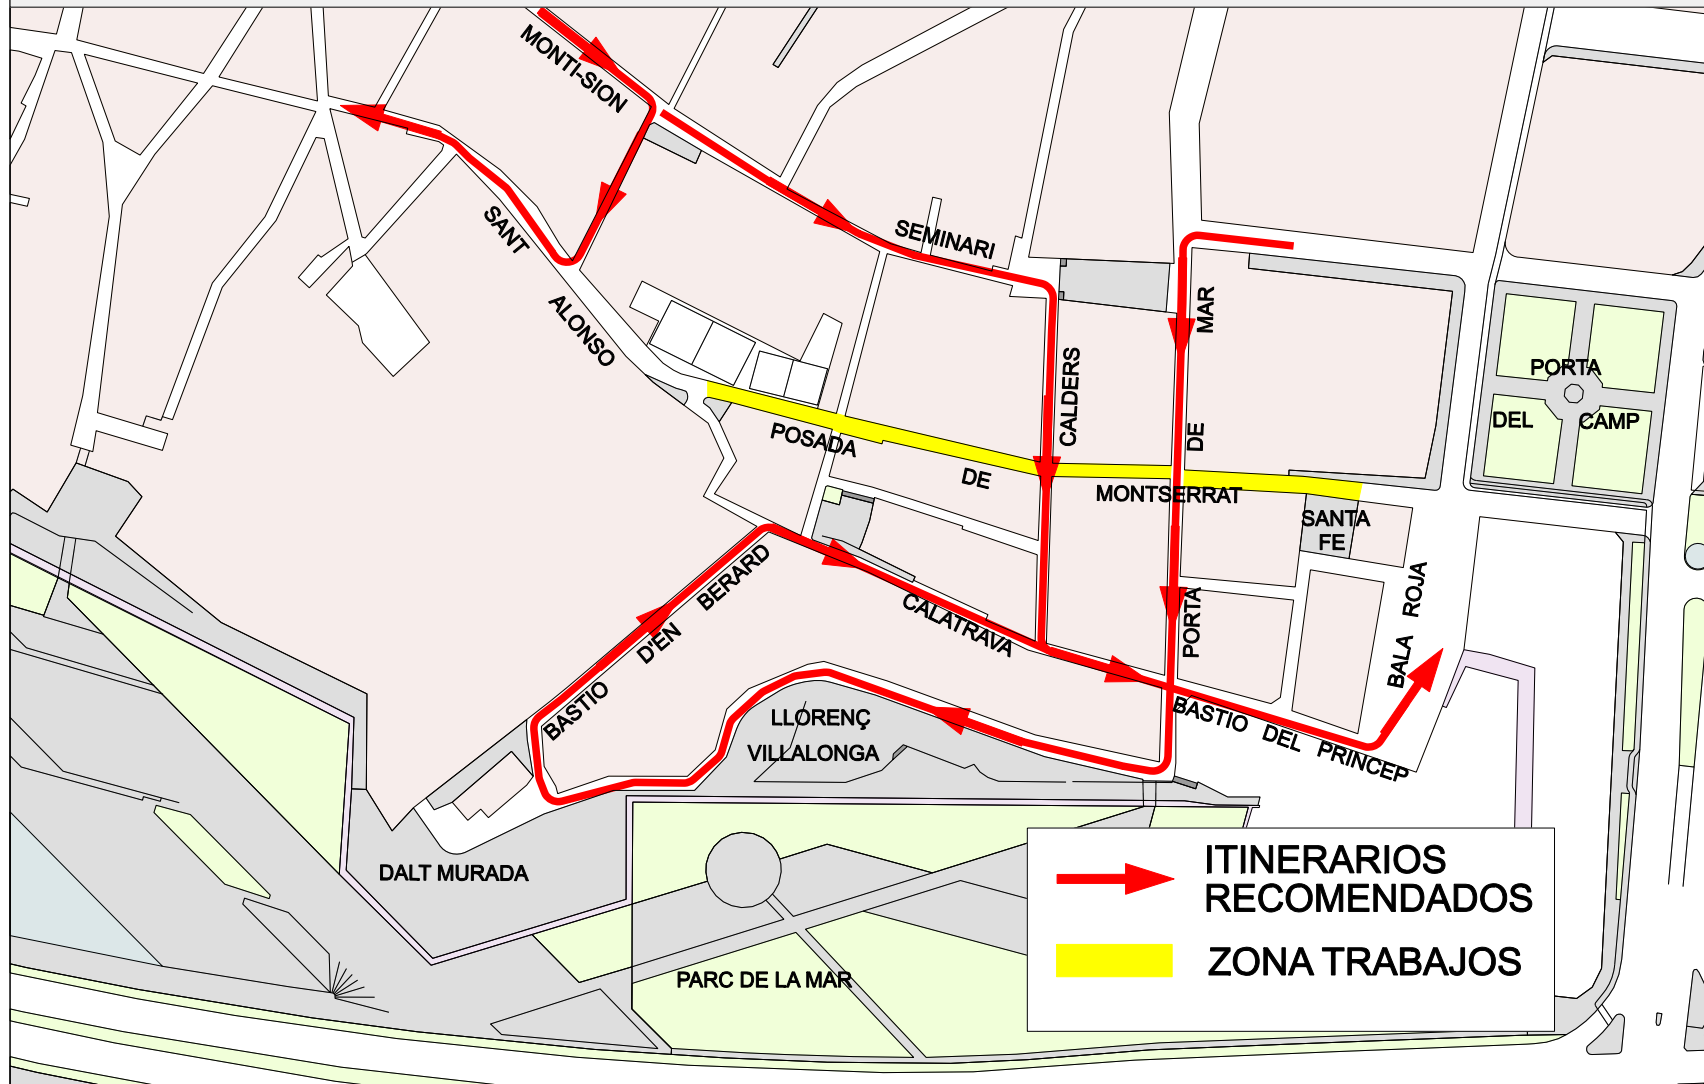 MONTI-SION
SANT
ALONSO
SEMINARI
MAR
DE
PORTA
CALDERS
PORTA
DEL CAMP
POSADA
DE
MONTSERRAT
SANTA
FE
BALA ROJA
BASTIO
D'EN
BERARD
CALATRAVA
BASTIO DEL PRINCEP
LLORENÇ
VILLALONGA
DALT MURADA
PARC DE LA MAR
ITINERARIOS
RECOMENDADOS
ZONA TRABAJOS